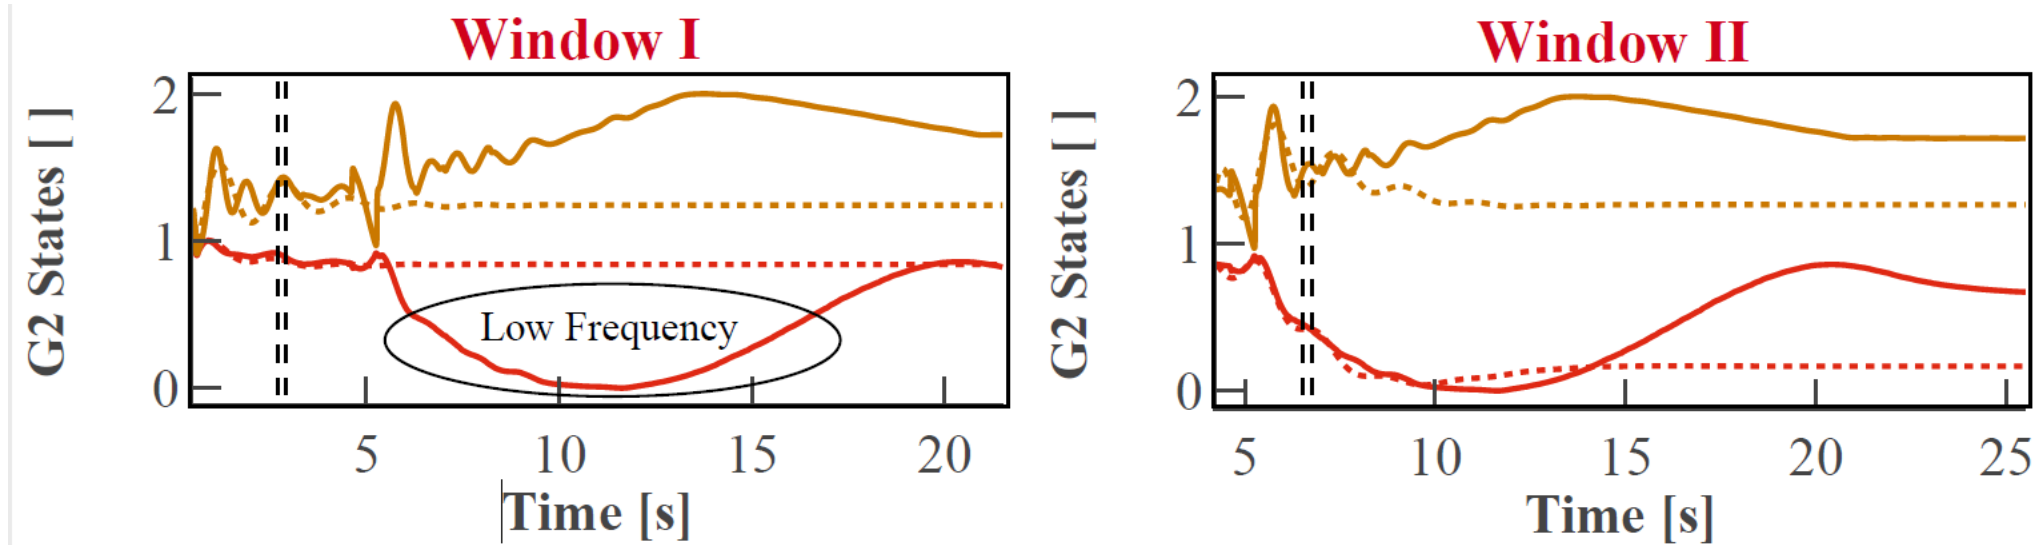 Window I
G2 States [ ]
2
1
0
Low Frequency
5 10 15 20
Time [s]
Window II
G2 States [ ]
2
1
0
5 10 15 20 25
Time [s]